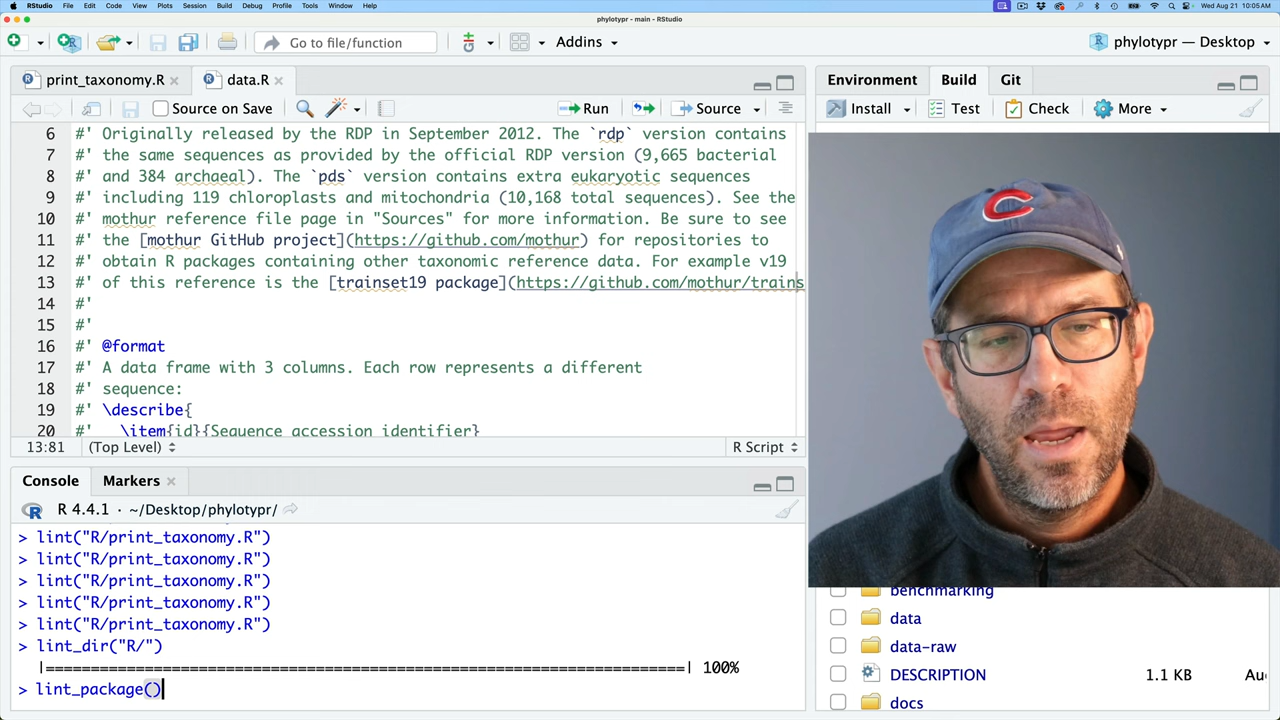 RStudio File Edit Code View Plots Session Build Debug Profile Tools Window Help Wed Aug 21 10:05 AM
phylotypr - main - RStudio
Go to file/function Addins phylotypr — Desktop
print_taxonomy.R data.R
Source on Save Run Source
6 #' Originally released by the RDP in September 2012. The `rdp` version contains
7 #' the same sequences as provided by the official RDP version (9,665 bacterial
8 #' and 384 archaeal). The `pds` version contains extra eukaryotic sequences
9 #' including 119 chloroplasts and mitochondria (10,168 total sequences). See the
10 #' mothur reference file page in "Sources" for more information. Be sure to see
11 #' the [mothur GitHub project](https://github.com/mothur) for repositories to
12 #' obtain R packages containing other taxonomic reference data. For example v19
13 #' of this reference is the [trainset19 package](https://github.com/mothur/trains
14 #'
15 #'
16 #' @format
17 #' A data frame with 3 columns. Each row represents a different
18 #' sequence:
19 #' \describe{
20 #'   \item{id}{Sequence accession identifier}
13:81 (Top Level) R Script
Console Markers
R 4.4.1 · ~/Desktop/phylotypr/
> lint("R/print_taxonomy.R")
> lint("R/print_taxonomy.R")
> lint("R/print_taxonomy.R")
> lint("R/print_taxonomy.R")
> lint("R/print_taxonomy.R")
> lint_dir("R/")
|======================================================================| 100%
> lint_package()
Environment Build Git
Install Test Check More
C
benchmarking
data
data-raw
DESCRIPTION 1.1 KB
docs